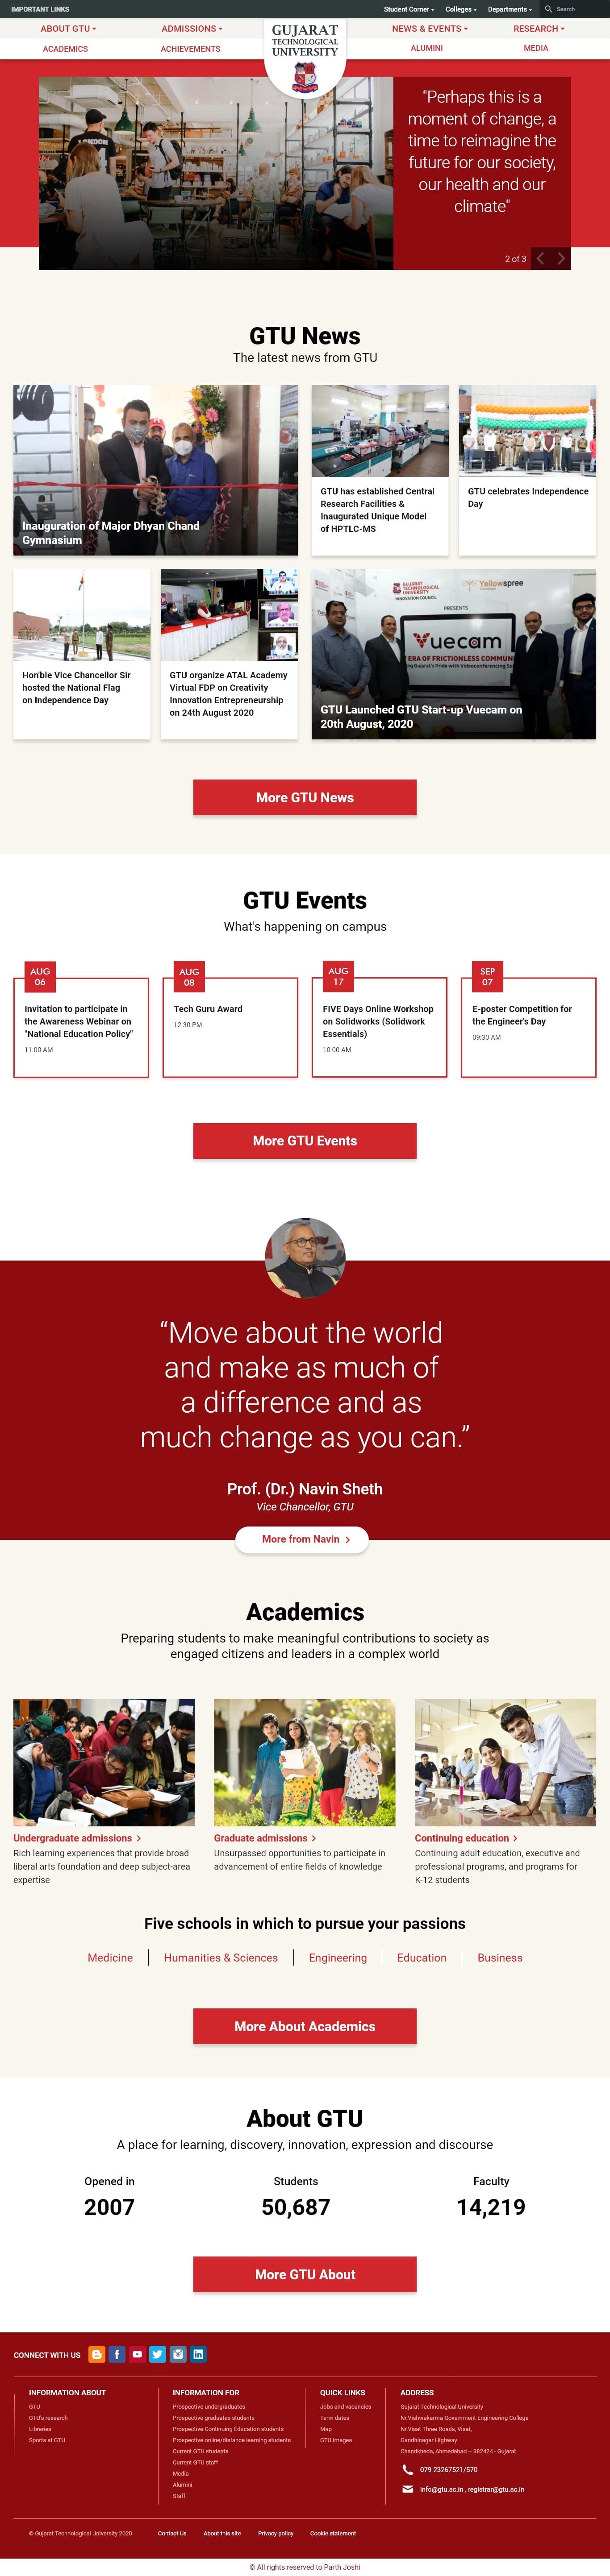 IMPORTANT LINKS
Student Corner
Colleges
Departments
Search
ABOUT GTU
ADMISSIONS
GUJARAT
TECHNOLOGICAL
UNIVERSITY
NEWS & EVENTS
RESEARCH
ACADEMICS
ACHIEVEMENTS
ALUMINI
MEDIA
LONDON
"Perhaps this is a
moment of change, a
time to reimagine the
future for our society,
our health and our
climate"
2 of 3
GTU News
The latest news from GTU
Inauguration of Major Dhyan Chand
Gymnasium
GTU has established Central
Research Facilities &
Inaugurated Unique Model
of HPTLC-MS
GTU celebrates Independence
Day
Hon'ble Vice Chancellor Sir
hosted the National Flag
on Independence Day
GTU organize ATAL Academy
Virtual FDP on Creativity
Innovation Entrepreneurship
on 24th August 2020
GUJARAT
TECHNOLOGICAL
UNIVERSITY
INNOVATION COUNCIL
Yellowspree
PRESENTS
Vuecam
ERA OF FRICTIONLESS COMMUN
ng Gujarat's Pride with Vyavsayeendarsh
GTU Launched GTU Start-up Vuecam on
20th August, 2020
More GTU News
GTU Events
What's happening on campus
AUG
06
Invitation to participate in
the Awareness Webinar on
"National Education Policy"
11:00 AM
AUG
08
Tech Guru Award
12:30 PM
AUG
17
FIVE Days Online Workshop
on Solidworks (Solidwork
Essentials)
10:00 AM
SEP
07
E-poster Competition for
the Engineer's Day
09:30 AM
More GTU Events
“Move about the world
and make as much of
a difference and as
much change as you can.”
Prof. (Dr.) Navin Sheth
Vice Chancellor, GTU
More from Navin
Academics
Preparing students to make meaningful contributions to society as
engaged citizens and leaders in a complex world
Undergraduate admissions
Rich learning experiences that provide broad
liberal arts foundation and deep subject-area
expertise
Graduate admissions
Unsurpassed opportunities to participate in
advancement of entire fields of knowledge
Continuing education
Continuing adult education, executive and
professional programs, and programs for
K-12 students
Five schools in which to pursue your passions
Medicine
Humanities & Sciences
Engineering
Education
Business
More About Academics
About GTU
A place for learning, discovery, innovation, expression and discourse
Opened in
2007
Students
50,687
Faculty
14,219
More GTU About
CONNECT WITH US
INFORMATION ABOUT
GTU
GTU's research
Libraries
Sports at GTU
INFORMATION FOR
Prospective undergraduates
Prospective graduates students
Prospective Continuing Education students
Prospective online/distance learning students
Current GTU students
Current GTU staff
Media
Alumini
Staff
QUICK LINKS
Jobs and vacancies
Term dates
Map
GTU Images
ADDRESS
Gujarat Technological University
Nr.Vishwakarma Government Engineering College
Nr.Visat Three Roads, Visat,
Gandhinagar Highway
Chandkheda, Ahmedabad – 382424 - Gujarat
079-23267521/570
info@gtu.ac.in , registrar@gtu.ac.in
© Gujarat Technological University 2020
Contact Us
About this site
Privacy policy
Cookie statement
© All rights reserved to Parth Joshi